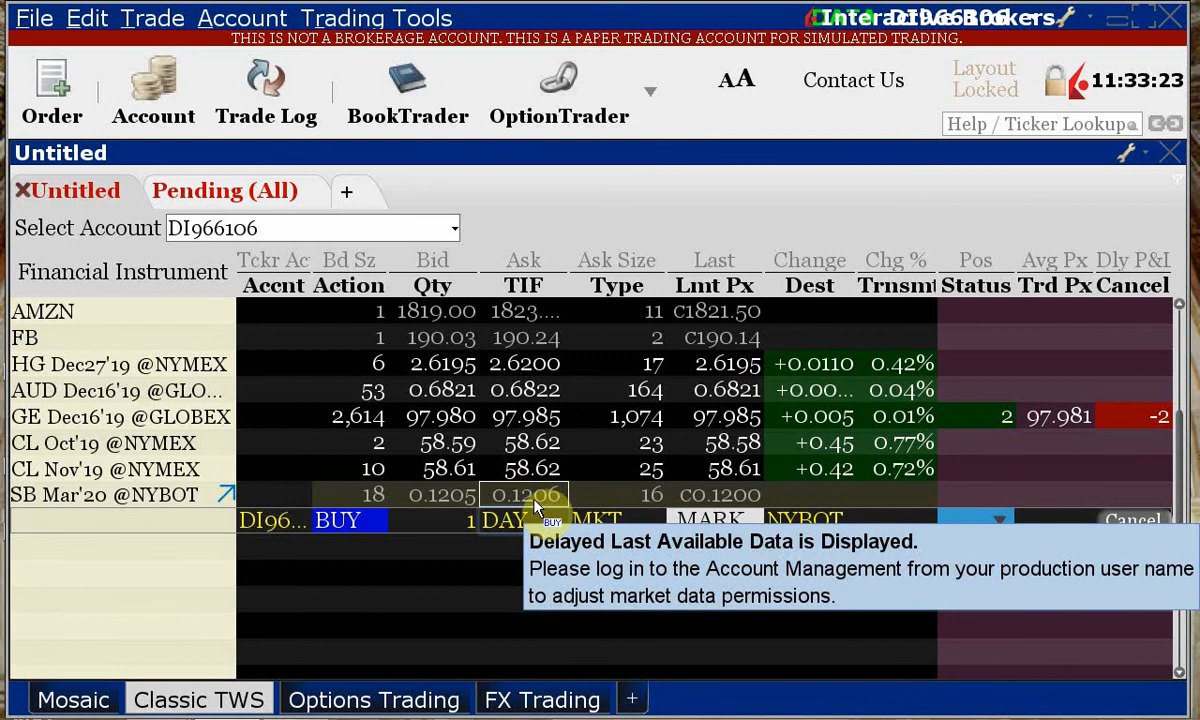 File Edit Trade Account Trading Tools
Interactive Brokers
THIS IS NOT A BROKERAGE ACCOUNT. THIS IS A PAPER TRADING ACCOUNT FOR SIMULATED TRADING.
Order Account Trade Log BookTrader OptionTrader AA Contact Us Layout Locked 11:33:23
Help / Ticker Lookup
Untitled
Untitled Pending (All) +
Select Account DI966106
Tckr Ac Bd Sz Bid Ask Ask Size Last Change Chg % Pos Avg Px Dly P&L
Financial Instrument Accnt Action Qty TIF Type Lmt Px Dest Trnsmt Status Trd Px Cancel
AMZN 1 1819.00 1823.... 11 C1821.50
FB 1 190.03 190.24 2 C190.14
HG Dec27'19 @NYMEX 6 2.6195 2.6200 17 2.6195 +0.0110 0.42%
AUD Dec16'19 @GLO... 53 0.6821 0.6822 164 0.6821 +0.00... 0.04%
GE Dec16'19 @GLOBEX 2,614 97.980 97.985 1,074 97.985 +0.005 0.01% 2 97.981 -2
CL Oct'19 @NYMEX 2 58.59 58.62 23 58.58 +0.45 0.77%
CL Nov'19 @NYMEX 10 58.61 58.62 25 58.61 +0.42 0.72%
SB Mar'20 @NYBOT 18 0.1205 0.1206 16 C0.1200
DI96... BUY 1 DAY MKT MARK NYBOT Cancel
BUY
Delayed Last Available Data is Displayed.
Please log in to the Account Management from your production user name
to adjust market data permissions.
Mosaic Classic TWS Options Trading FX Trading +